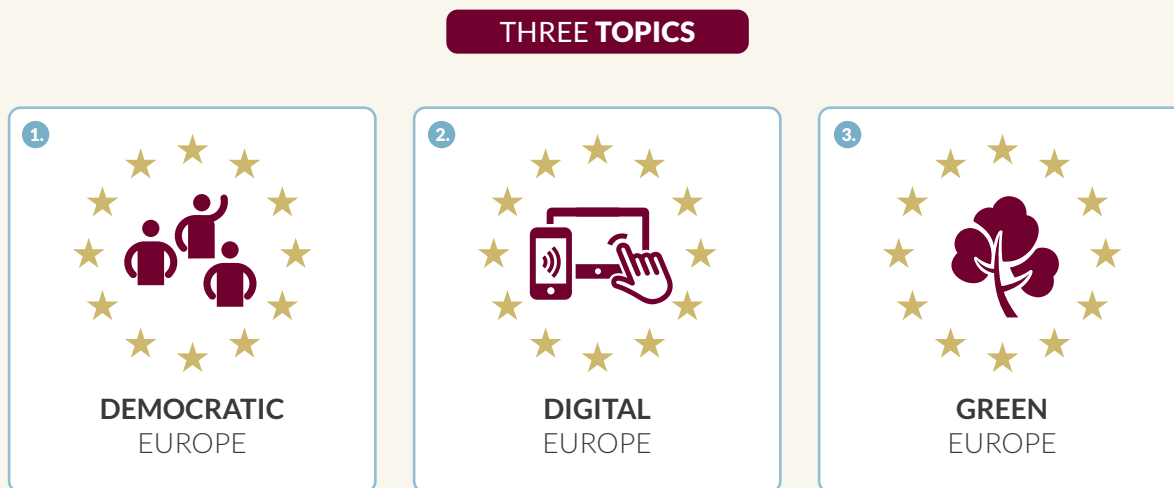 THREE TOPICS
1.
DEMOCRATIC
EUROPE
2.
DIGITAL
EUROPE
3.
GREEN
EUROPE